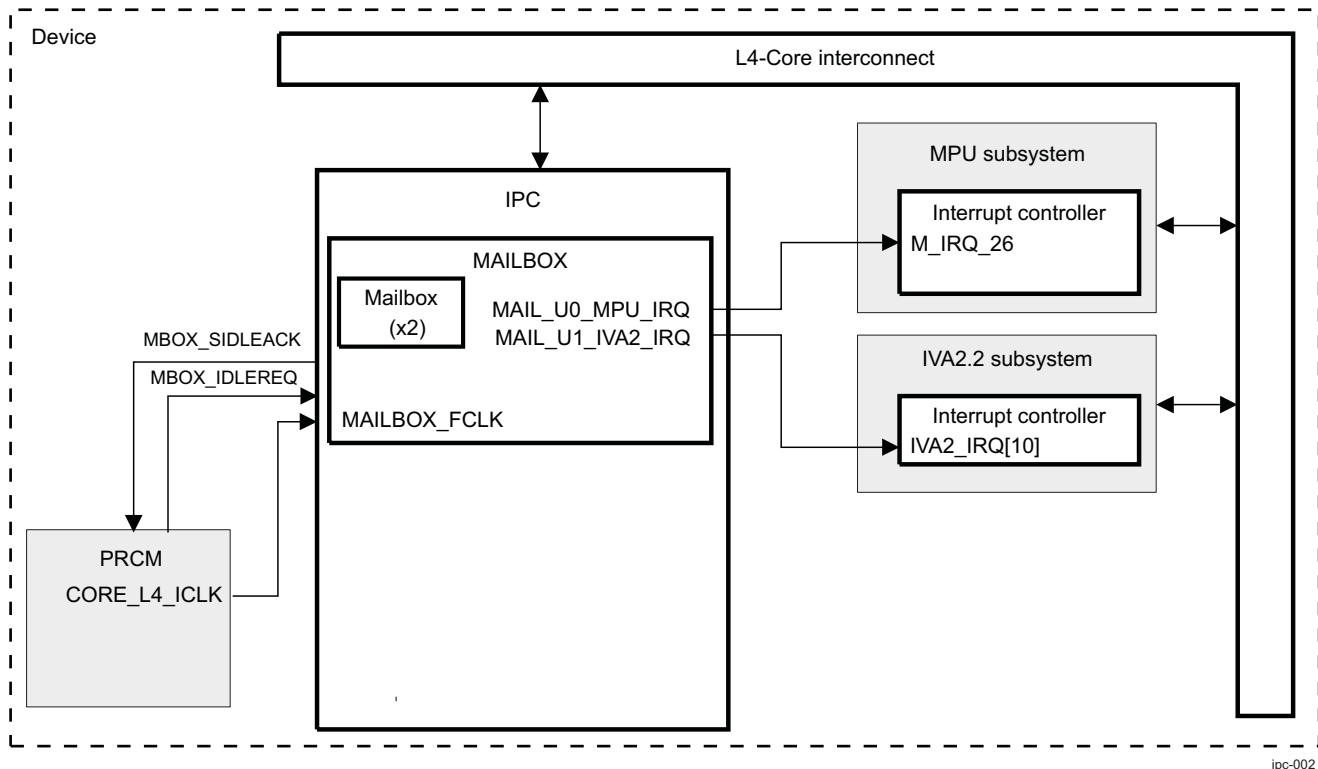 Device
L4-Core interconnect
MPU subsystem
IPC
Interrupt controller
M_IRQ_26
MAILBOX
Mailbox
(x2)
MAIL_U0_MPU_IRQ
MAIL_U1_IVA2_IRQ
MBOX_SIDLEACK
IVA2.2 subsystem
MBOX_IDLEREQ
MAILBOX_FCLK
Interrupt controller
IVA2_IRQ[10]
PRCM
CORE_L4_ICLK
ipc-002